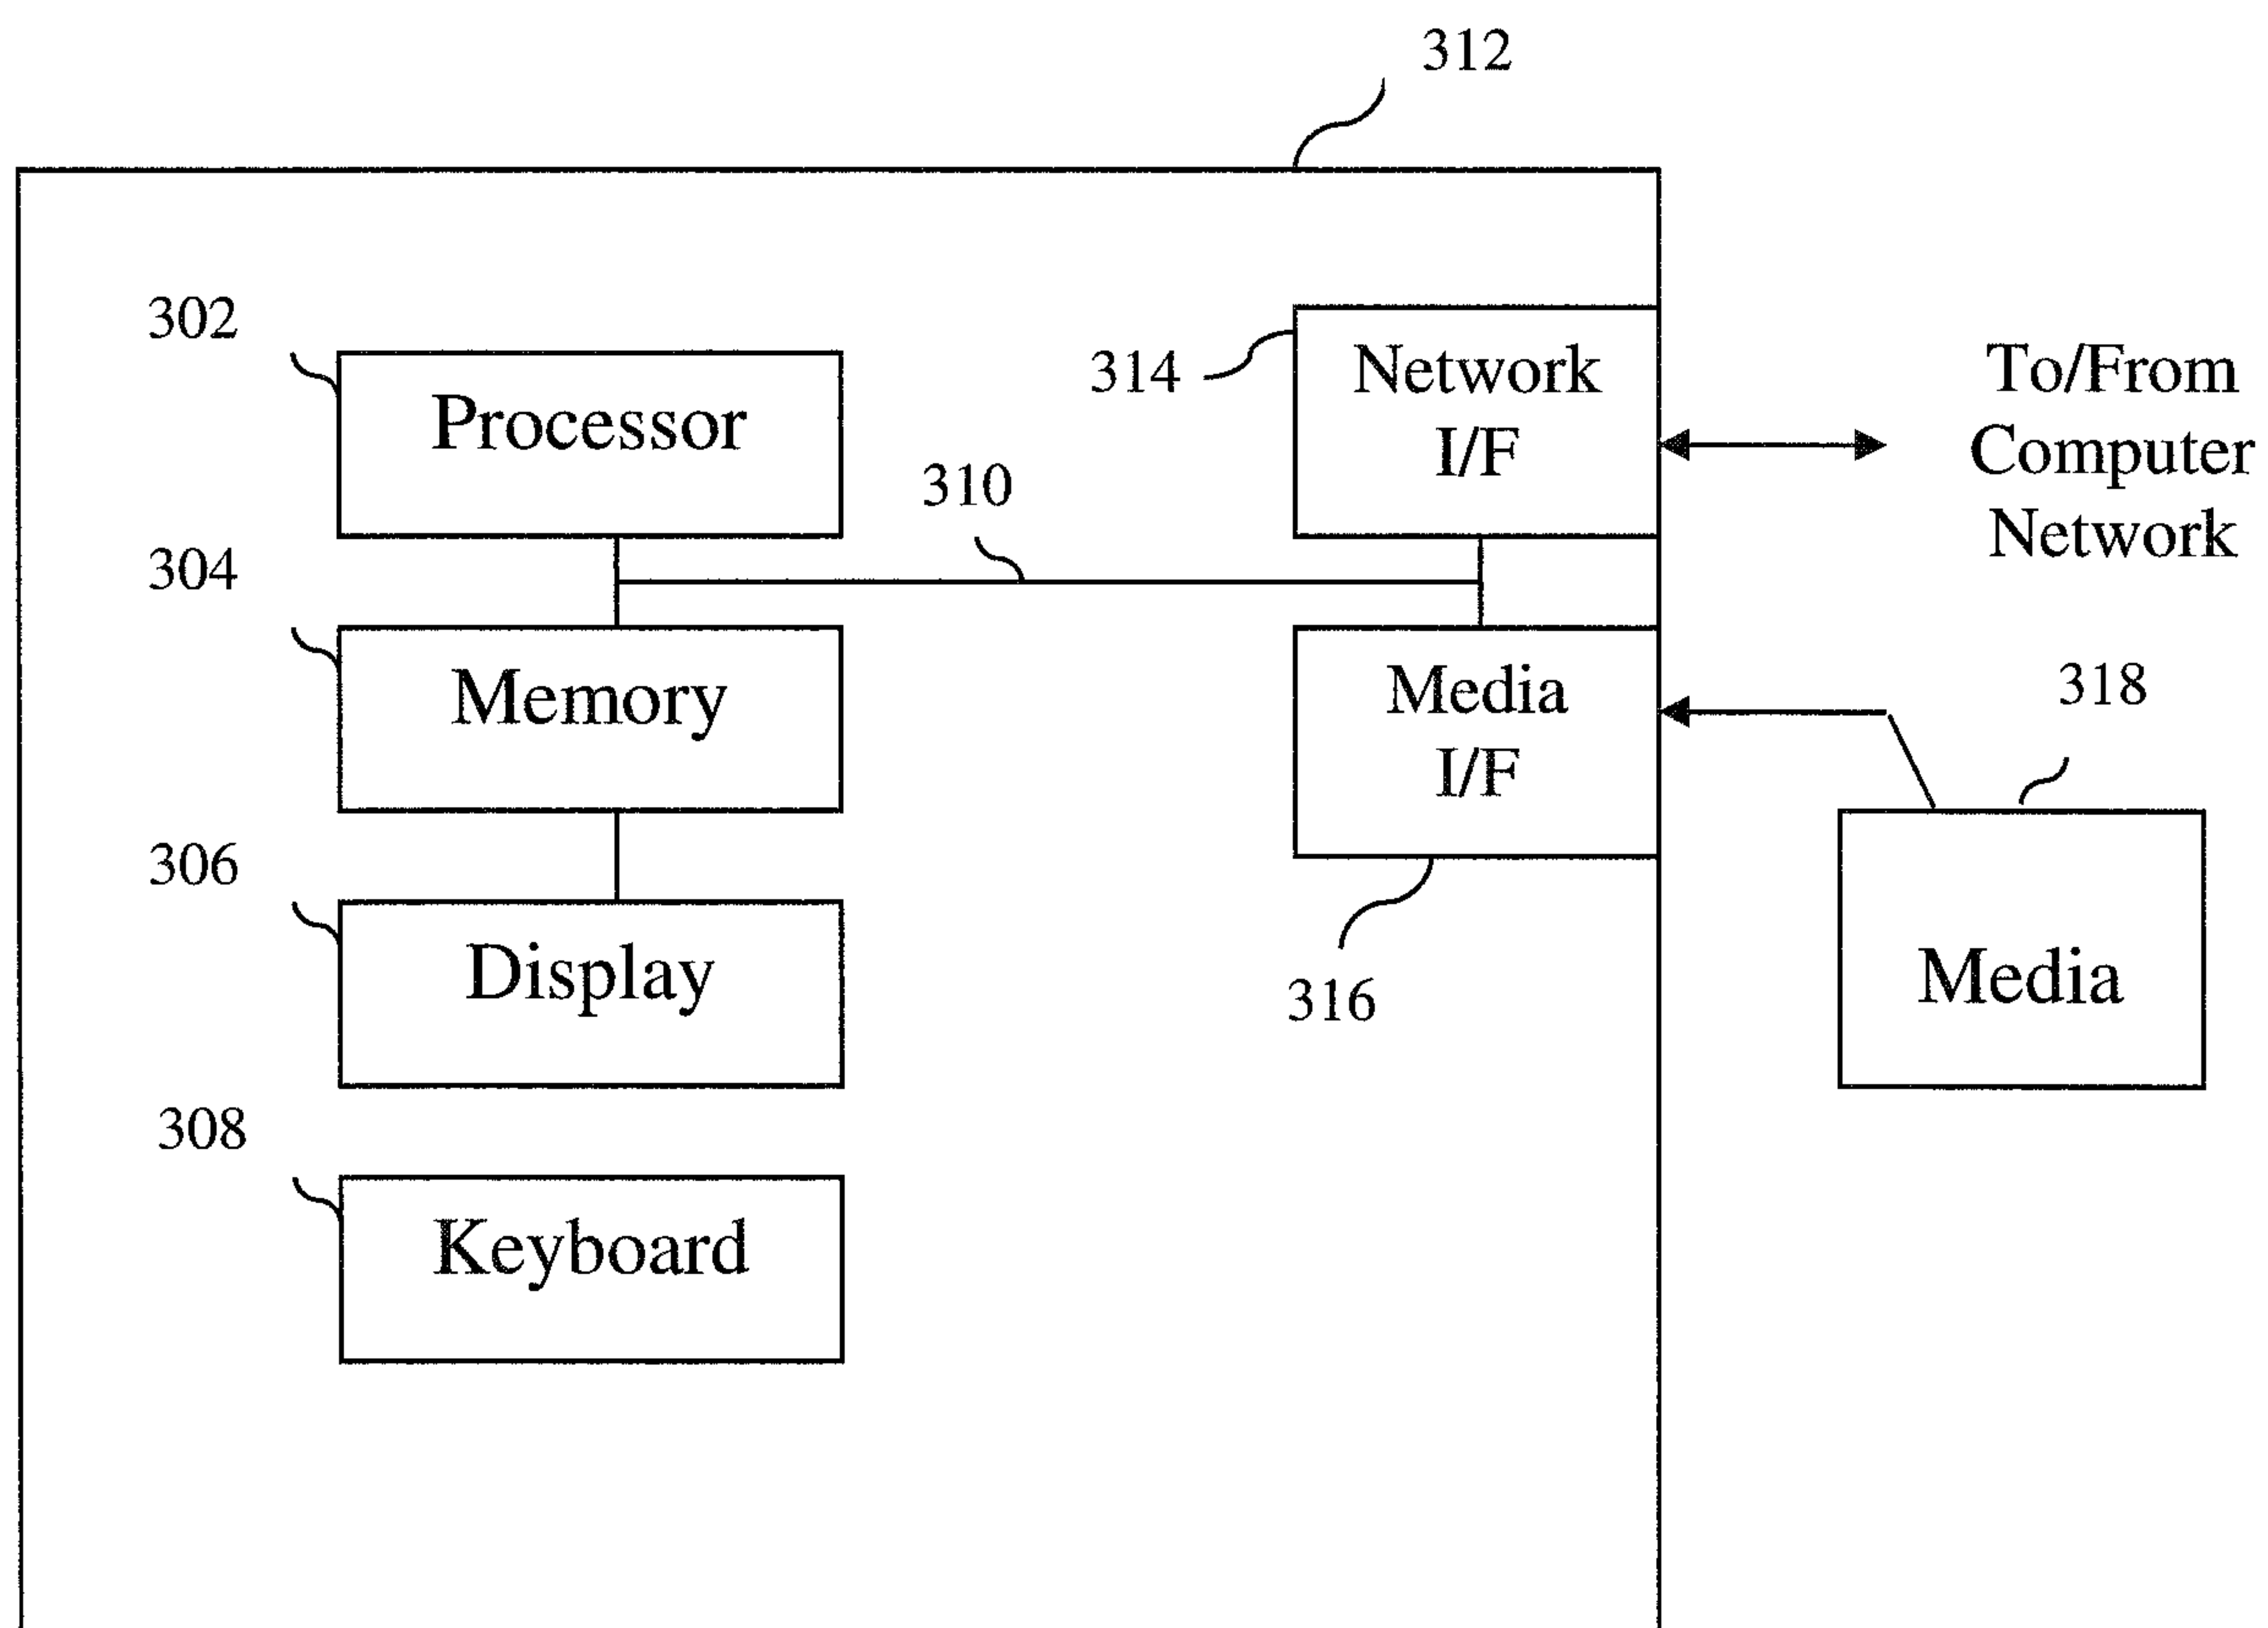 312
302
Processor
314
Network
I/F
To/From
Computer
Network
310
304
Memory
Media
I/F
318
306
Display
316
Media
308
Keyboard